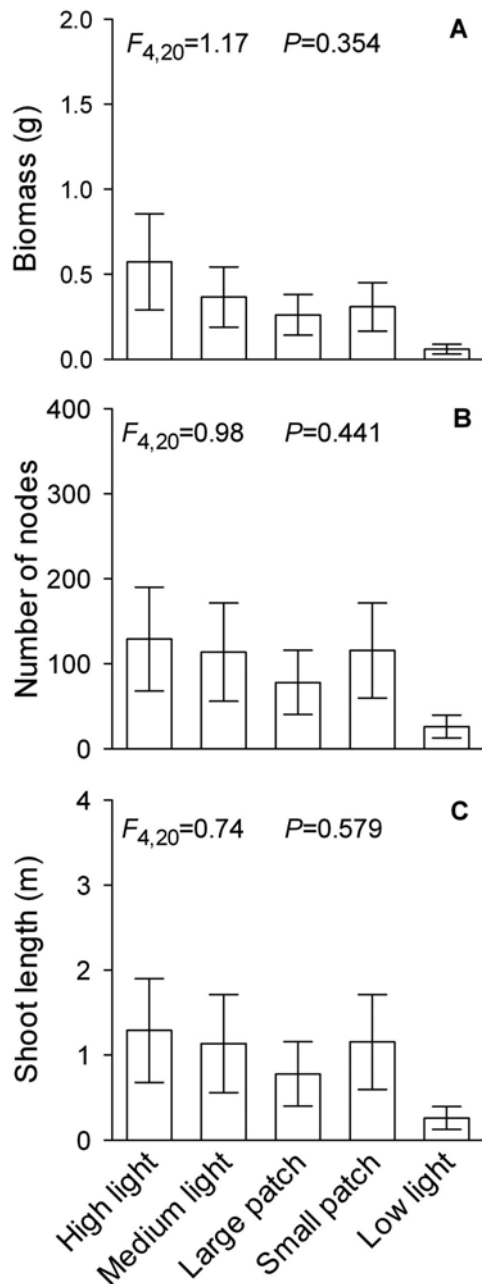 A
F4,20=1.17 P=0.354
2.0
1.5
1.0
0.5
0.0
Biomass (g)
B
F4,20=0.98 P=0.441
400
300
200
100
0
Number of nodes
C
F4,20=0.74 P=0.579
4
3
2
1
0
Shoot length (m)
High light
Medium light
Large patch
Small patch
Low light